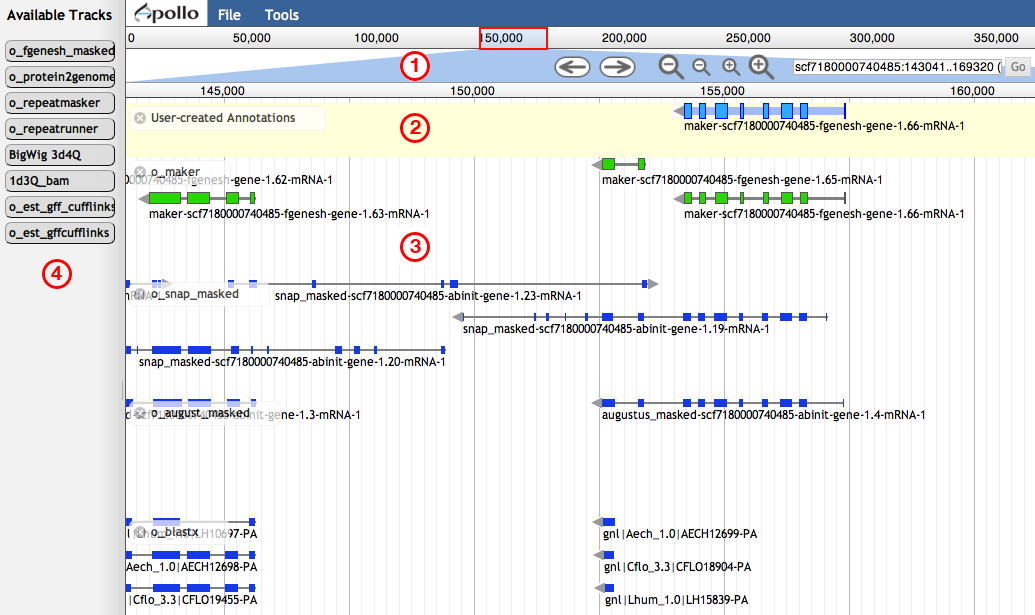 Available Tracks
Apollo File Tools
0 50,000 100,000 150,000 200,000 250,000 300,000 350,000
o_fgenesh_masked
1
scf7180000740485:143041..169320 ( Go
o_protein2genome
145,000 150,000 155,000 160,000
o_repeatmasker
User-created Annotations
2
maker-scf7180000740485-fgenesh-gene-1.66-mRNA-1
o_repeatrunner
BigWig 3d4Q
o_maker
1d3Q_bam
000740485-fgenesh-gene-1.62-mRNA-1
maker-scf7180000740485-fgenesh-gene-1.65-mRNA-1
o_est_gff_cufflinks
maker-scf7180000740485-fgenesh-gene-1.63-mRNA-1
maker-scf7180000740485-fgenesh-gene-1.66-mRNA-1
o_est_gffcufflinks
3
4
o_snap_masked
snap_masked-scf7180000740485-abinit-gene-1.23-mRNA-1
snap_masked-scf7180000740485-abinit-gene-1.19-mRNA-1
snap_masked-scf7180000740485-abinit-gene-1.20-mRNA-1
o_august_masked
gene-1.3-mRNA-1
augustus_masked-scf7180000740485-abinit-gene-1.4-mRNA-1
o_blastx
97-PA
gnl|Aech_1.0|AECH12699-PA
Aech_1.0|AECH12698-PA
gnl|Cflo_3.3|CFLO18904-PA
|Cflo_3.3|CFLO19455-PA
gnl|Lhum_1.0|LH15839-PA